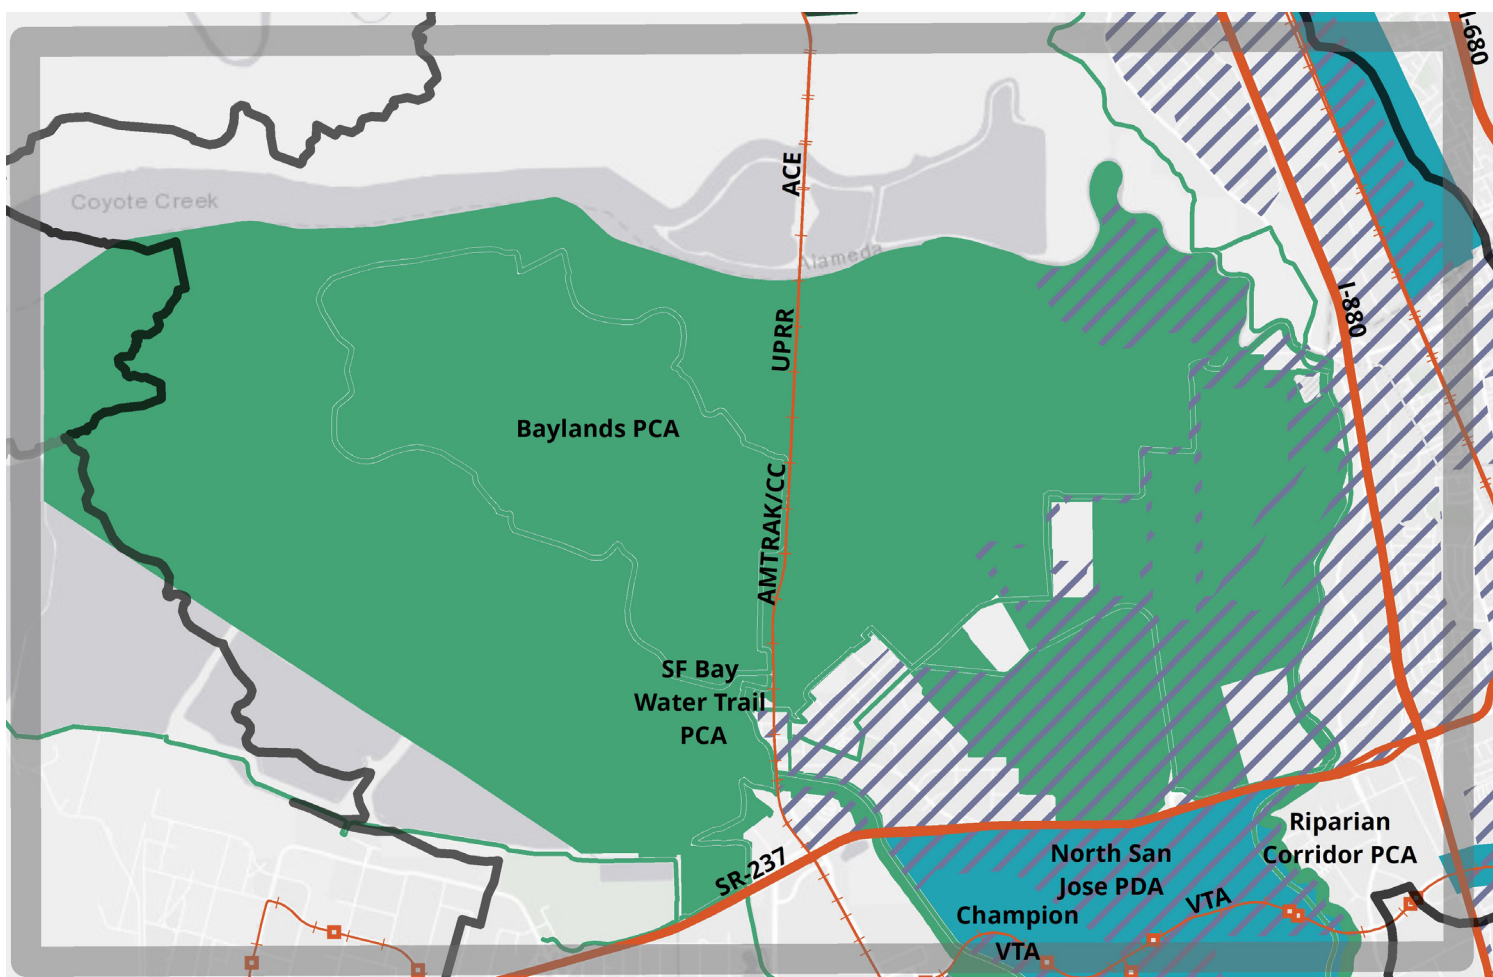 I-680
ACE
Coyote Creek
Alameda
I-880
UPRR
Baylands PCA
AMTRAK/CC
SF Bay
Water Trail
PCA
Riparian
Corridor PCA
North San
Jose PDA
SR-237
VTA
Champion
VTA